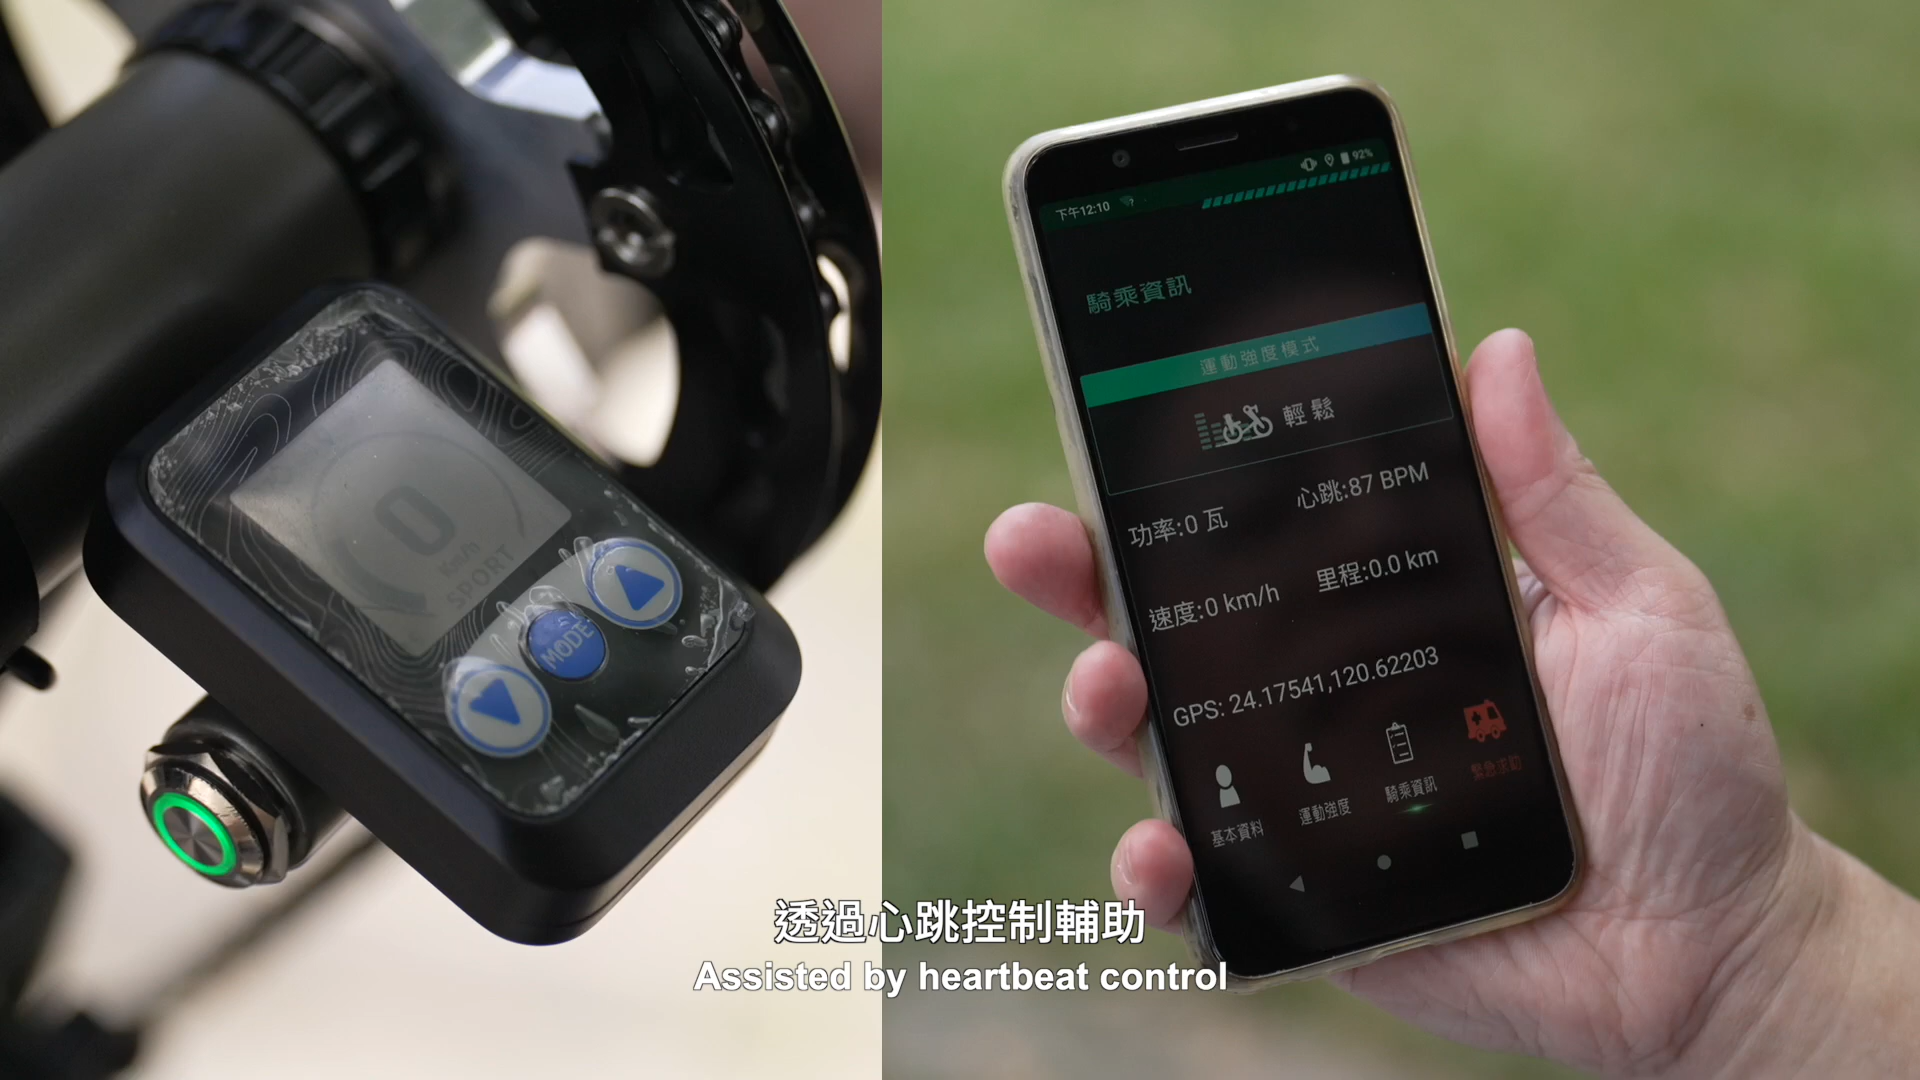 0
Km/h
SPORT
MODE
下午12:10
92%
騎乘資訊
運動強度模式
輕鬆
功率:0 瓦
心跳:87 BPM
速度:0 km/h
里程:0.0 km
GPS: 24.17541,120.62203
基本資料
運動強度
騎乘資訊
緊急求助
透過心跳控制輔助
Assisted by heartbeat control